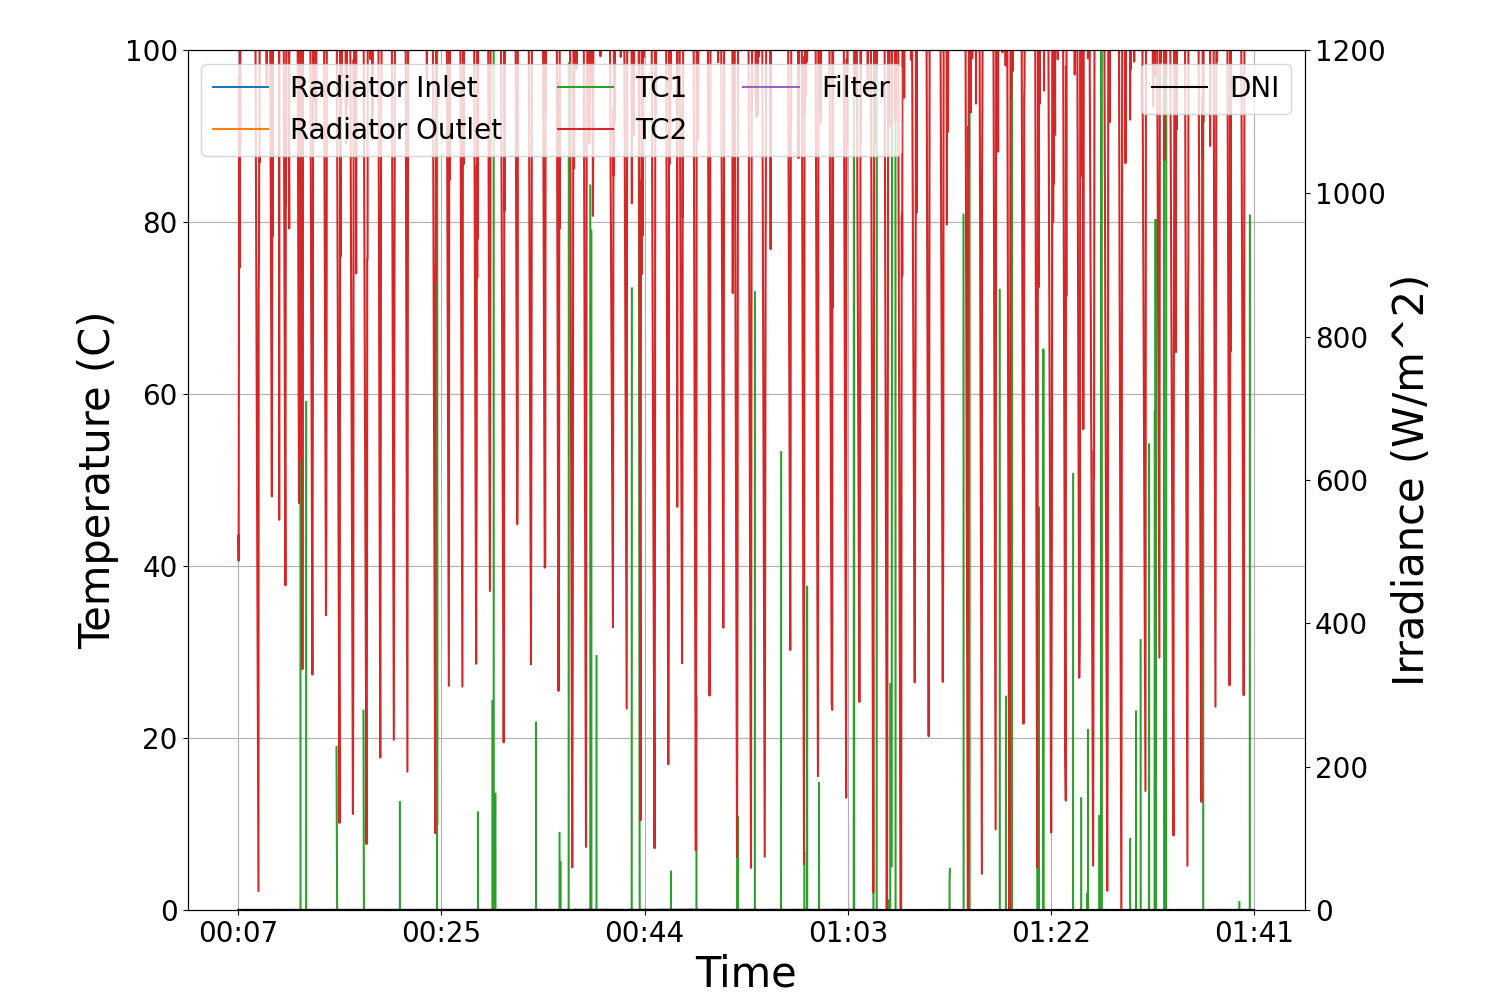 Radiator Inlet
Radiator Outlet
TC1
TC2
Filter
DNI
Temperature (C)
100
80
60
40
20
0
Irradiance (W/m^2)
1200
1000
800
600
400
200
0
00:07 00:25 00:44 01:03 01:22 01:41
Time